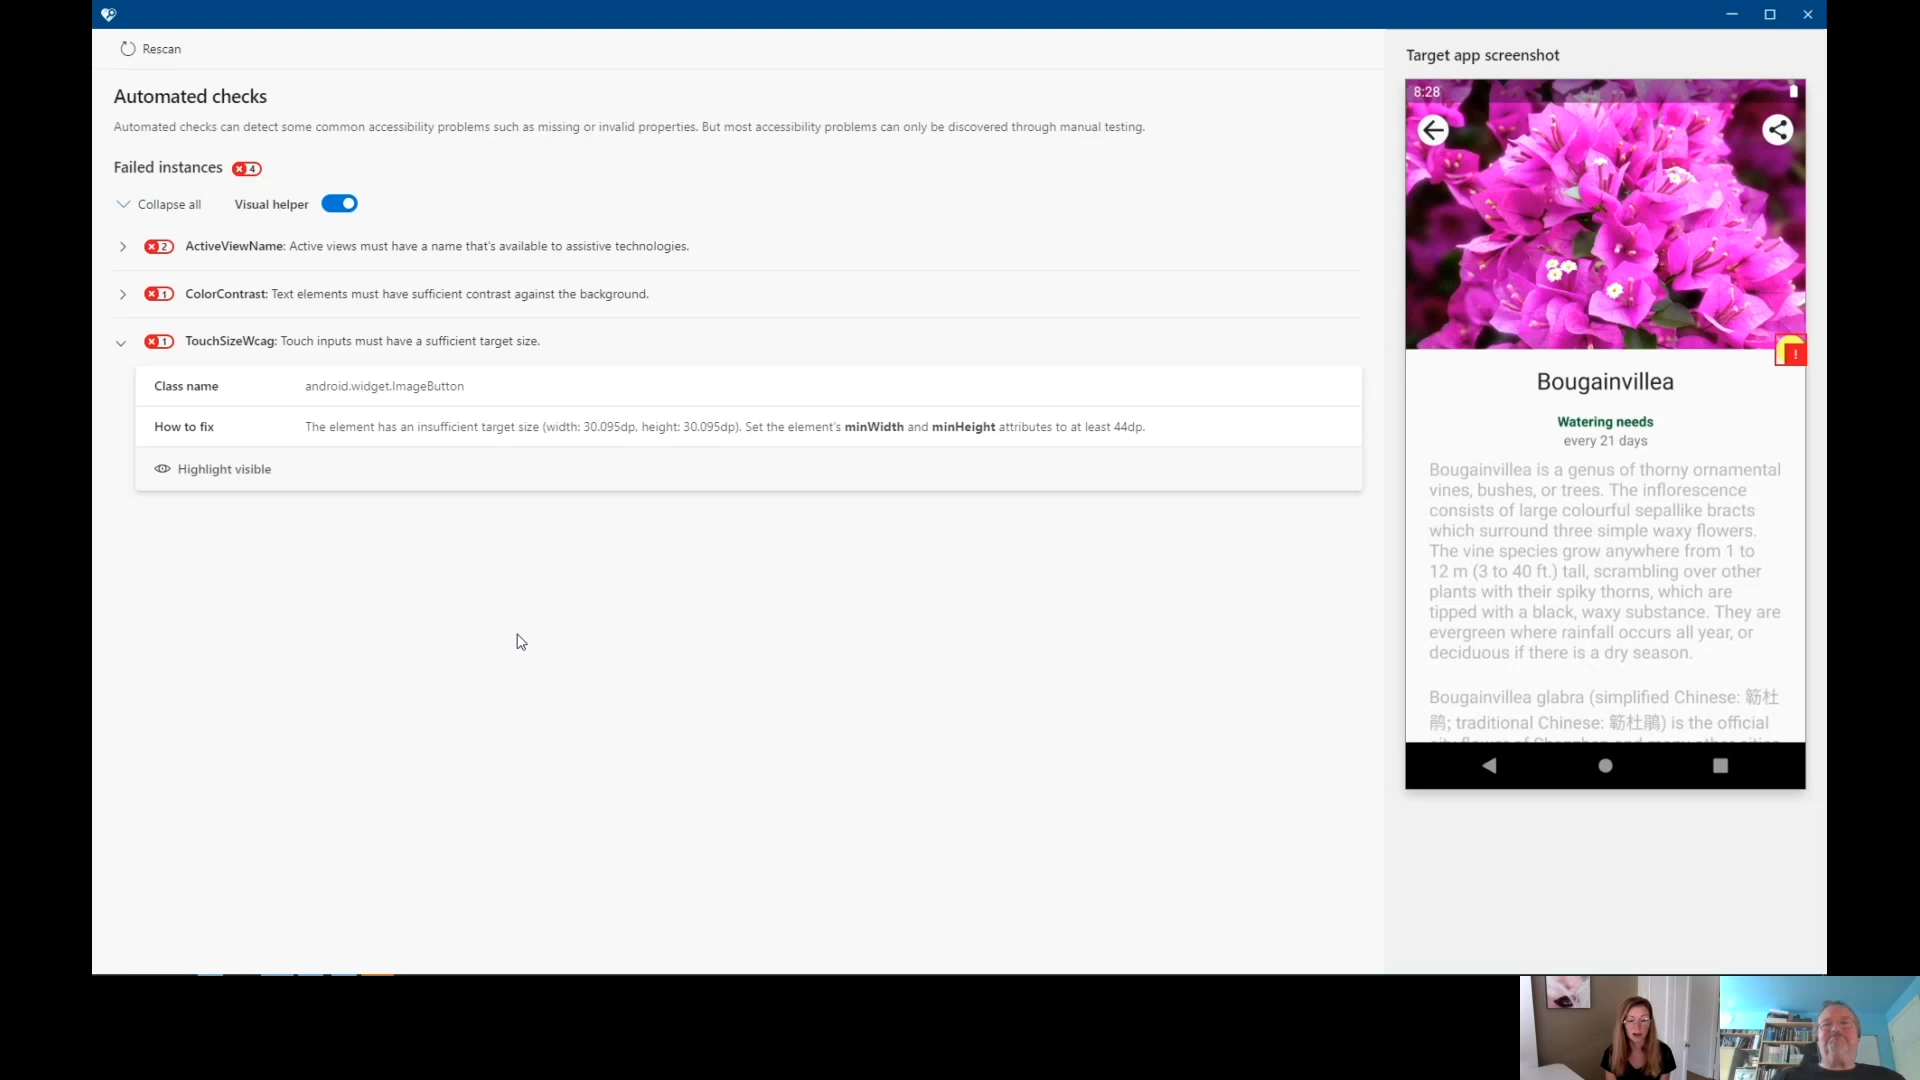 Rescan
Automated checks
Automated checks can detect some common accessibility problems such as missing or invalid properties. But most accessibility problems can only be discovered through manual testing.
Failed instances 4
Collapse all Visual helper
2 ActiveViewName: Active views must have a name that's available to assistive technologies.
1 ColorContrast: Text elements must have sufficient contrast against the background.
1 TouchSizeWcag: Touch inputs must have a sufficient target size.
Class name android.widget.ImageButton
How to fix The element has an insufficient target size (width: 30.095dp, height: 30.095dp). Set the element's minWidth and minHeight attributes to at least 44dp.
Highlight visible
Target app screenshot
8:28
!
Bougainvillea
Watering needs
every 21 days
Bougainvillea is a genus of thorny ornamental
vines, bushes, or trees. The inflorescence
consists of large colourful sepallike bracts
which surround three simple waxy flowers.
The vine species grow anywhere from 1 to
12 m (3 to 40 ft.) tall, scrambling over other
plants with their spiky thorns, which are
tipped with a black, waxy substance. They are
evergreen where rainfall occurs all year, or
deciduous if there is a dry season.
Bougainvillea glabra (simplified Chinese: 簕杜
鹃; traditional Chinese: 簕杜鵑) is the official